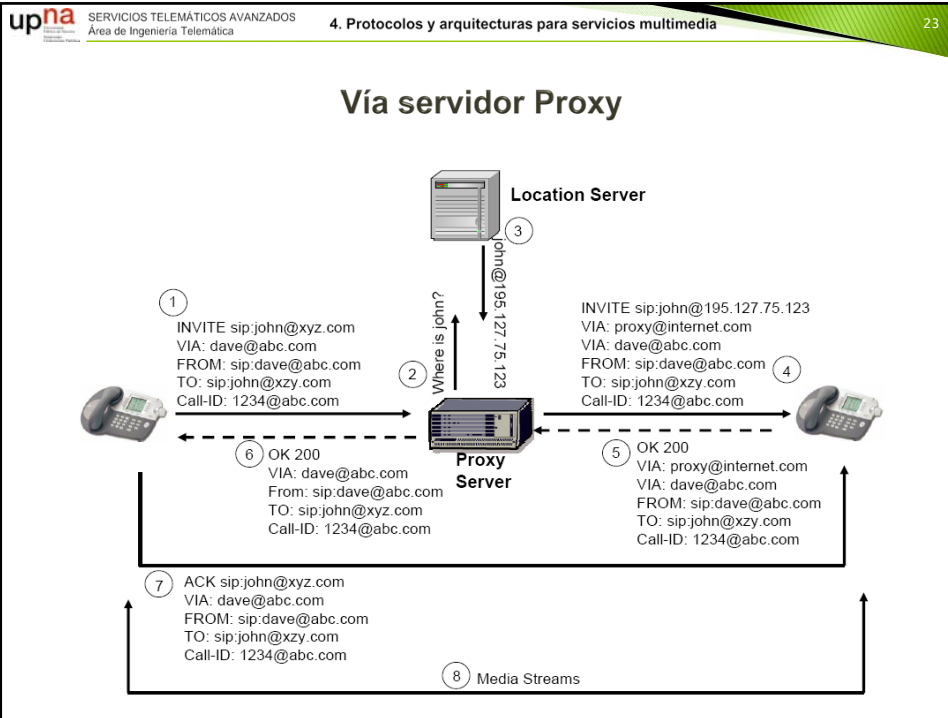 upna
SERVICIOS TELEMÁTICOS AVANZADOS
Área de Ingeniería Telemática
4. Protocolos y arquitecturas para servicios multimedia
23
Vía servidor Proxy
Location Server
3
john@195.127.75.123
Where is john?
2
1
INVITE sip:john@xyz.com
VIA: dave@abc.com
FROM: sip:dave@abc.com
TO: sip:john@xzy.com
Call-ID: 1234@abc.com
INVITE sip:john@195.127.75.123
VIA: proxy@internet.com
VIA: dave@abc.com
FROM: sip:dave@abc.com
TO: sip:john@xzy.com
Call-ID: 1234@abc.com
4
Proxy
Server
6
OK 200
VIA: dave@abc.com
From: sip:dave@abc.com
TO: sip:john@xyz.com
Call-ID: 1234@abc.com
5
OK 200
VIA: proxy@internet.com
VIA: dave@abc.com
FROM: sip:dave@abc.com
TO: sip:john@xzy.com
Call-ID: 1234@abc.com
7
ACK sip:john@xyz.com
VIA: dave@abc.com
FROM: sip:dave@abc.com
TO: sip:john@xzy.com
Call-ID: 1234@abc.com
8
Media Streams